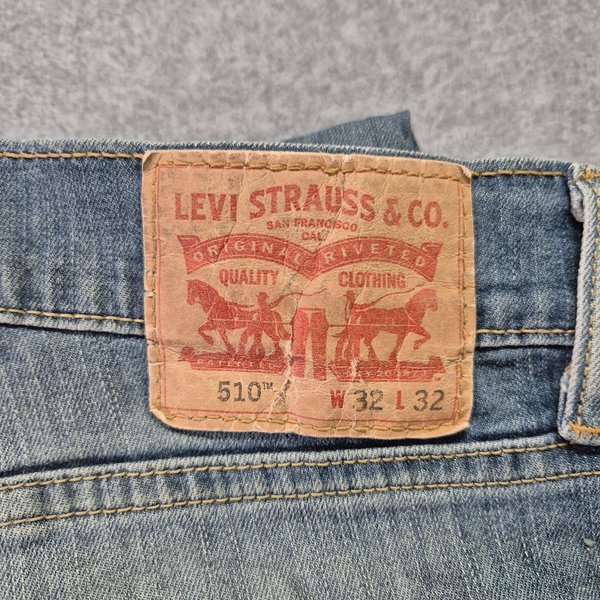 LEVI STRAUSS & CO.
SAN FRANCISCO
CAL.
ORIGINAL RIVETED
QUALITY CLOTHING
510™ W 32 L 32